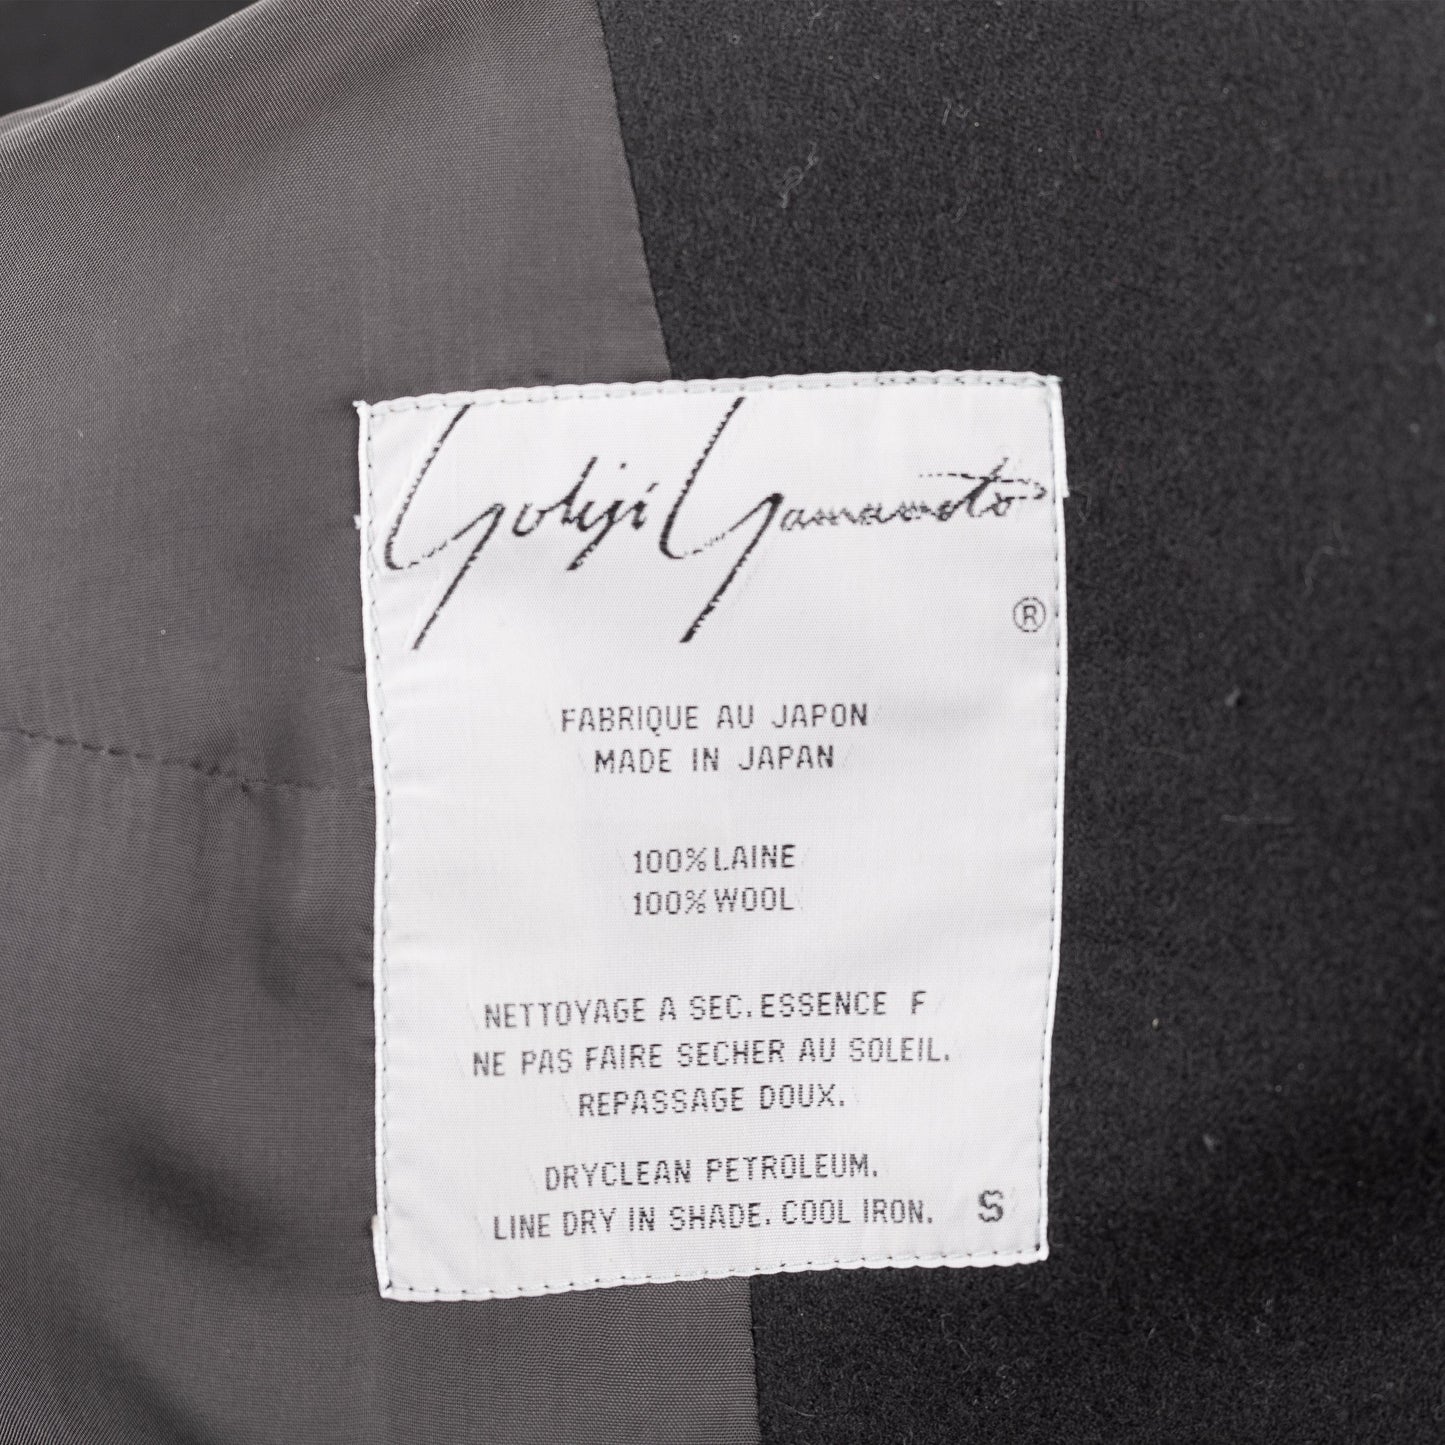 Yohji Yamamoto
®
FABRIQUE AU JAPON
MADE IN JAPAN
100% LAINE
100% WOOL
NETTOYAGE A SEC. ESSENCE F
NE PAS FAIRE SECHER AU SOLEIL.
REPASSAGE DOUX.
DRYCLEAN PETROLEUM.
LINE DRY IN SHADE. COOL IRON. S